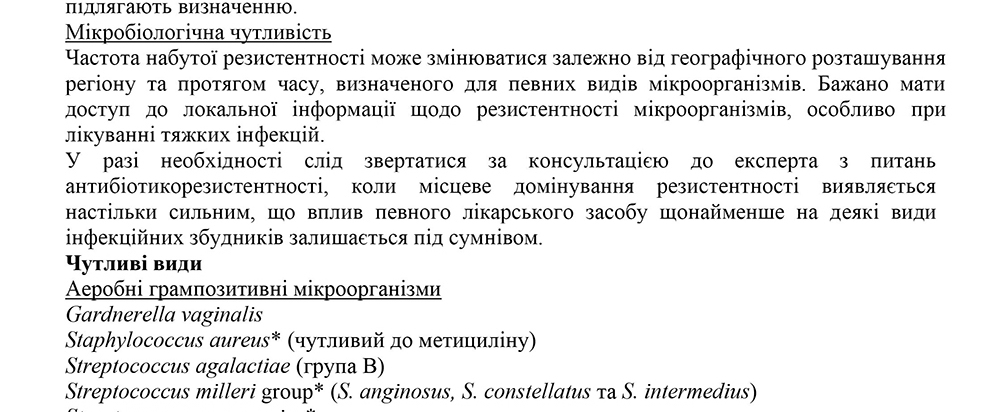 підлягають визначенню.
Мікробіологічна чутливість
Частота набутої резистентності може змінюватися залежно від географічного розташування
регіону та протягом часу, визначеного для певних видів мікроорганізмів. Бажано мати
доступ до локальної інформації щодо резистентності мікроорганізмів, особливо при
лікуванні тяжких інфекцій.
У разі необхідності слід звертатися за консультацією до експерта з питань
антибіотикорезистентності, коли місцеве домінування резистентності виявляється
настільки сильним, що вплив певного лікарського засобу щонайменше на деякі види
інфекційних збудників залишається під сумнівом.
Чутливі види
Аеробні грампозитивні мікроорганізми
Gardnerella vaginalis
Staphylococcus aureus* (чутливий до метициліну)
Streptococcus agalactiae (група B)
Streptococcus milleri group* (S. anginosus, S. constellatus та S. intermedius)